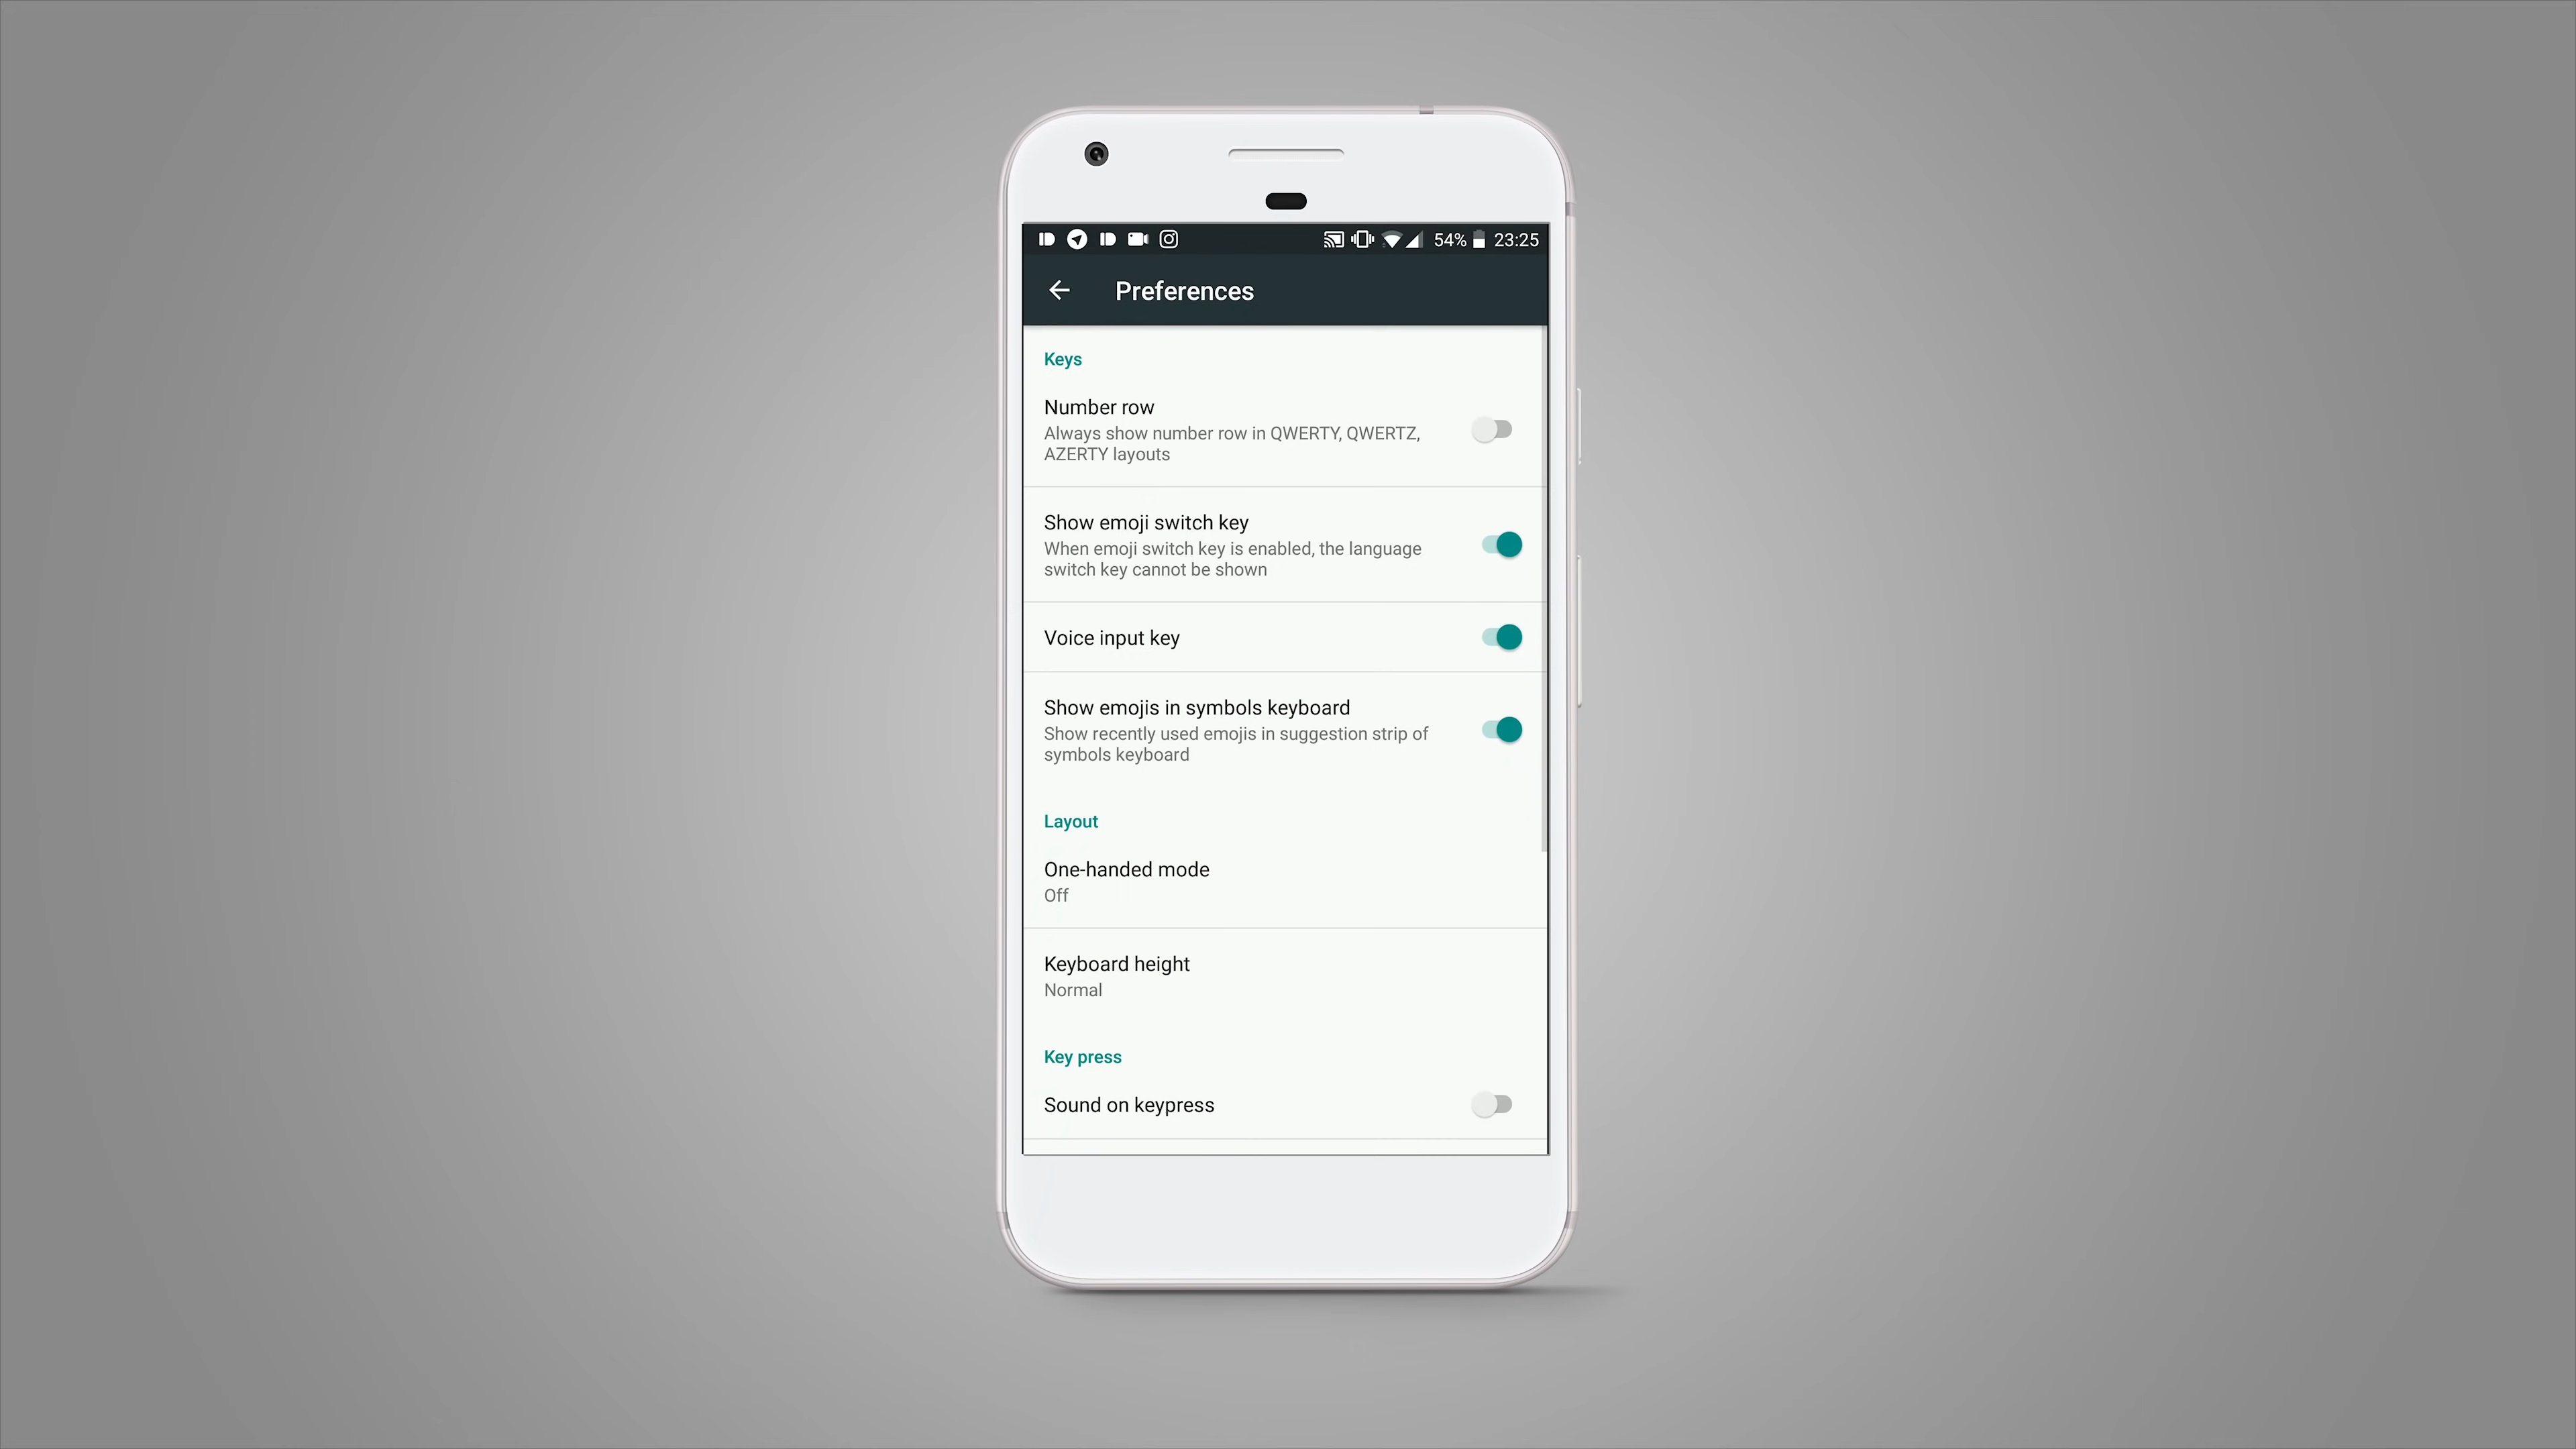 54% 23:25
Preferences
Keys
Number row
Always show number row in QWERTY, QWERTZ,
AZERTY layouts
Show emoji switch key
When emoji switch key is enabled, the language
switch key cannot be shown
Voice input key
Show emojis in symbols keyboard
Show recently used emojis in suggestion strip of
symbols keyboard
Layout
One-handed mode
Off
Keyboard height
Normal
Key press
Sound on keypress